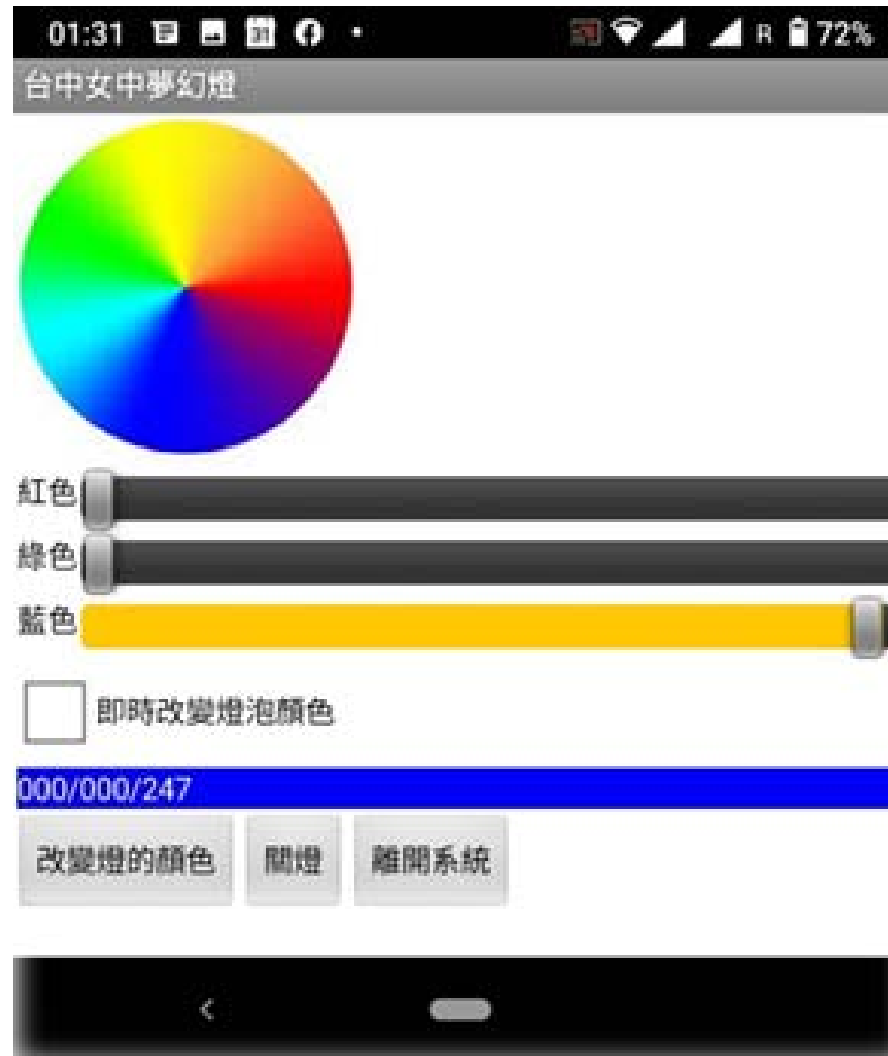 01:31 31 R 72%
台中女中夢幻燈
紅色
綠色
藍色
即時改變燈泡顏色
000/000/247
改變燈的顏色 關燈 離開系統